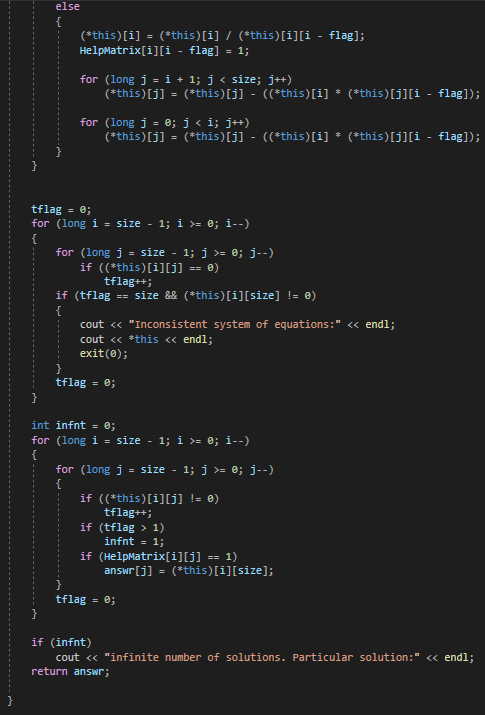 else
{
(*this)[i] = (*this)[i] / (*this)[i][i - flag];
HelpMatrix[i][i - flag] = 1;
for (long j = i + 1; j < size; j++)
(*this)[j] = (*this)[j] - ((*this)[i] * (*this)[j][i - flag]);
for (long j = 0; j < i; j++)
(*this)[j] = (*this)[j] - ((*this)[i] * (*this)[j][i - flag]);
}
}
tflag = 0;
for (long i = size - 1; i >= 0; i--)
{
for (long j = size - 1; j >= 0; j--)
if ((*this)[i][j] == 0)
tflag++;
if (tflag == size && (*this)[i][size] != 0)
{
cout << "Inconsistent system of equations:" << endl;
cout << *this << endl;
exit(0);
}
tflag = 0;
}
int infnt = 0;
for (long i = size - 1; i >= 0; i--)
{
for (long j = size - 1; j >= 0; j--)
{
if ((*this)[i][j] != 0)
tflag++;
if (tflag > 1)
infnt = 1;
if (HelpMatrix[i][j] == 1)
answr[j] = (*this)[i][size];
}
tflag = 0;
}
if (infnt)
cout << "infinite number of solutions. Particular solution:" << endl;
return answr;
}